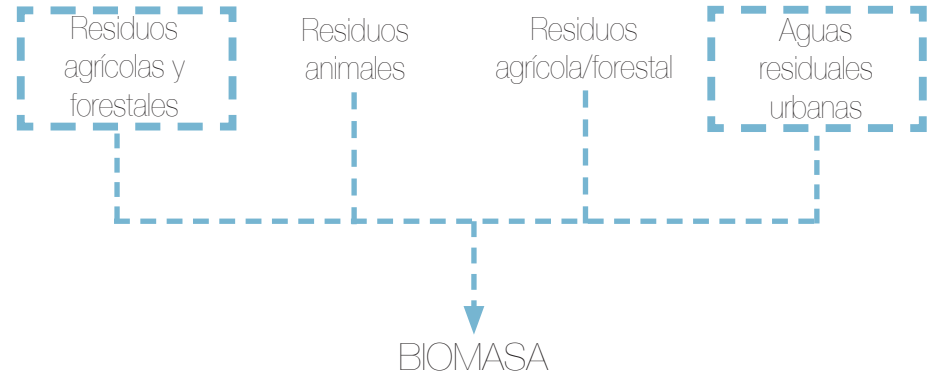 Residuos
agrícolas y
forestales
Residuos
animales
Residuos
agrícola/forestal
Aguas
residuales
urbanas
BIOMASA